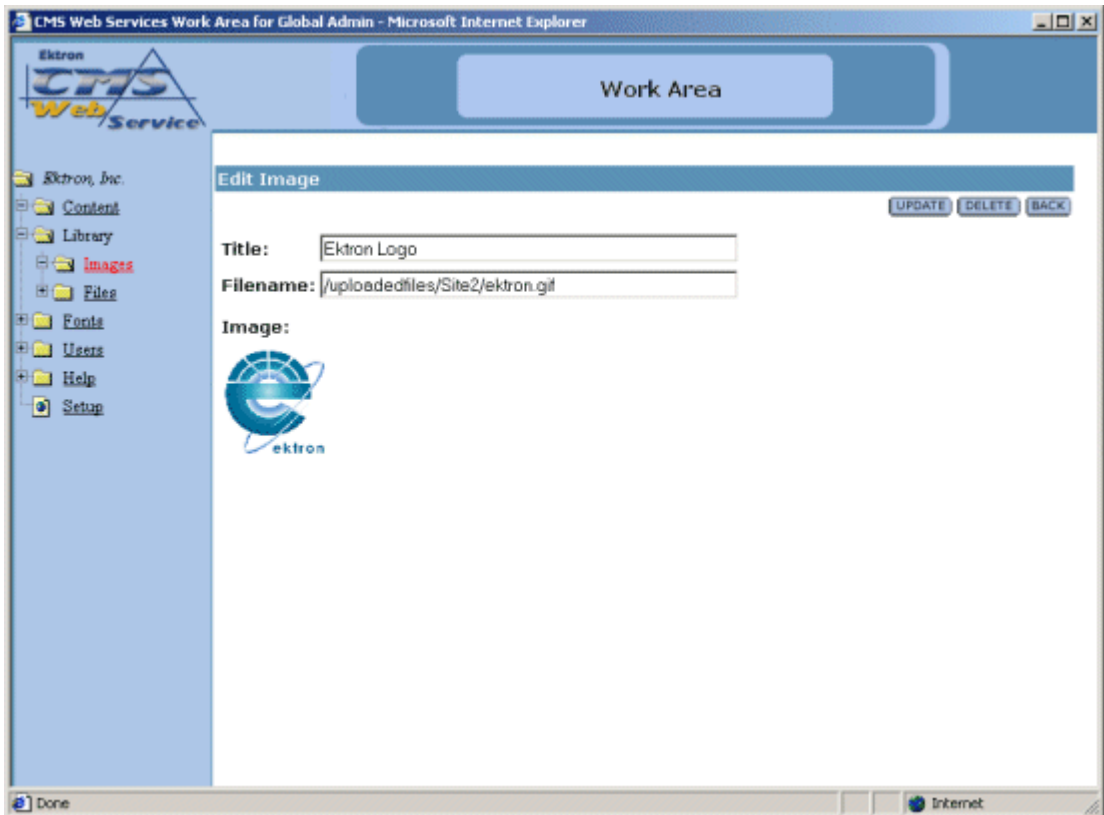 CMS Web Services Work Area for Global Admin - Microsoft Internet Explorer
Ektron
CMS
Web
Service
Work Area
Ektron, Inc.
Content
Library
Images
Files
Fonts
Users
Help
Setup
Edit Image
UPDATE DELETE BACK
Title: Ektron Logo
Filename: /uploadedfiles/Site2/ektron.gif
Image:
ektron
Done
Internet